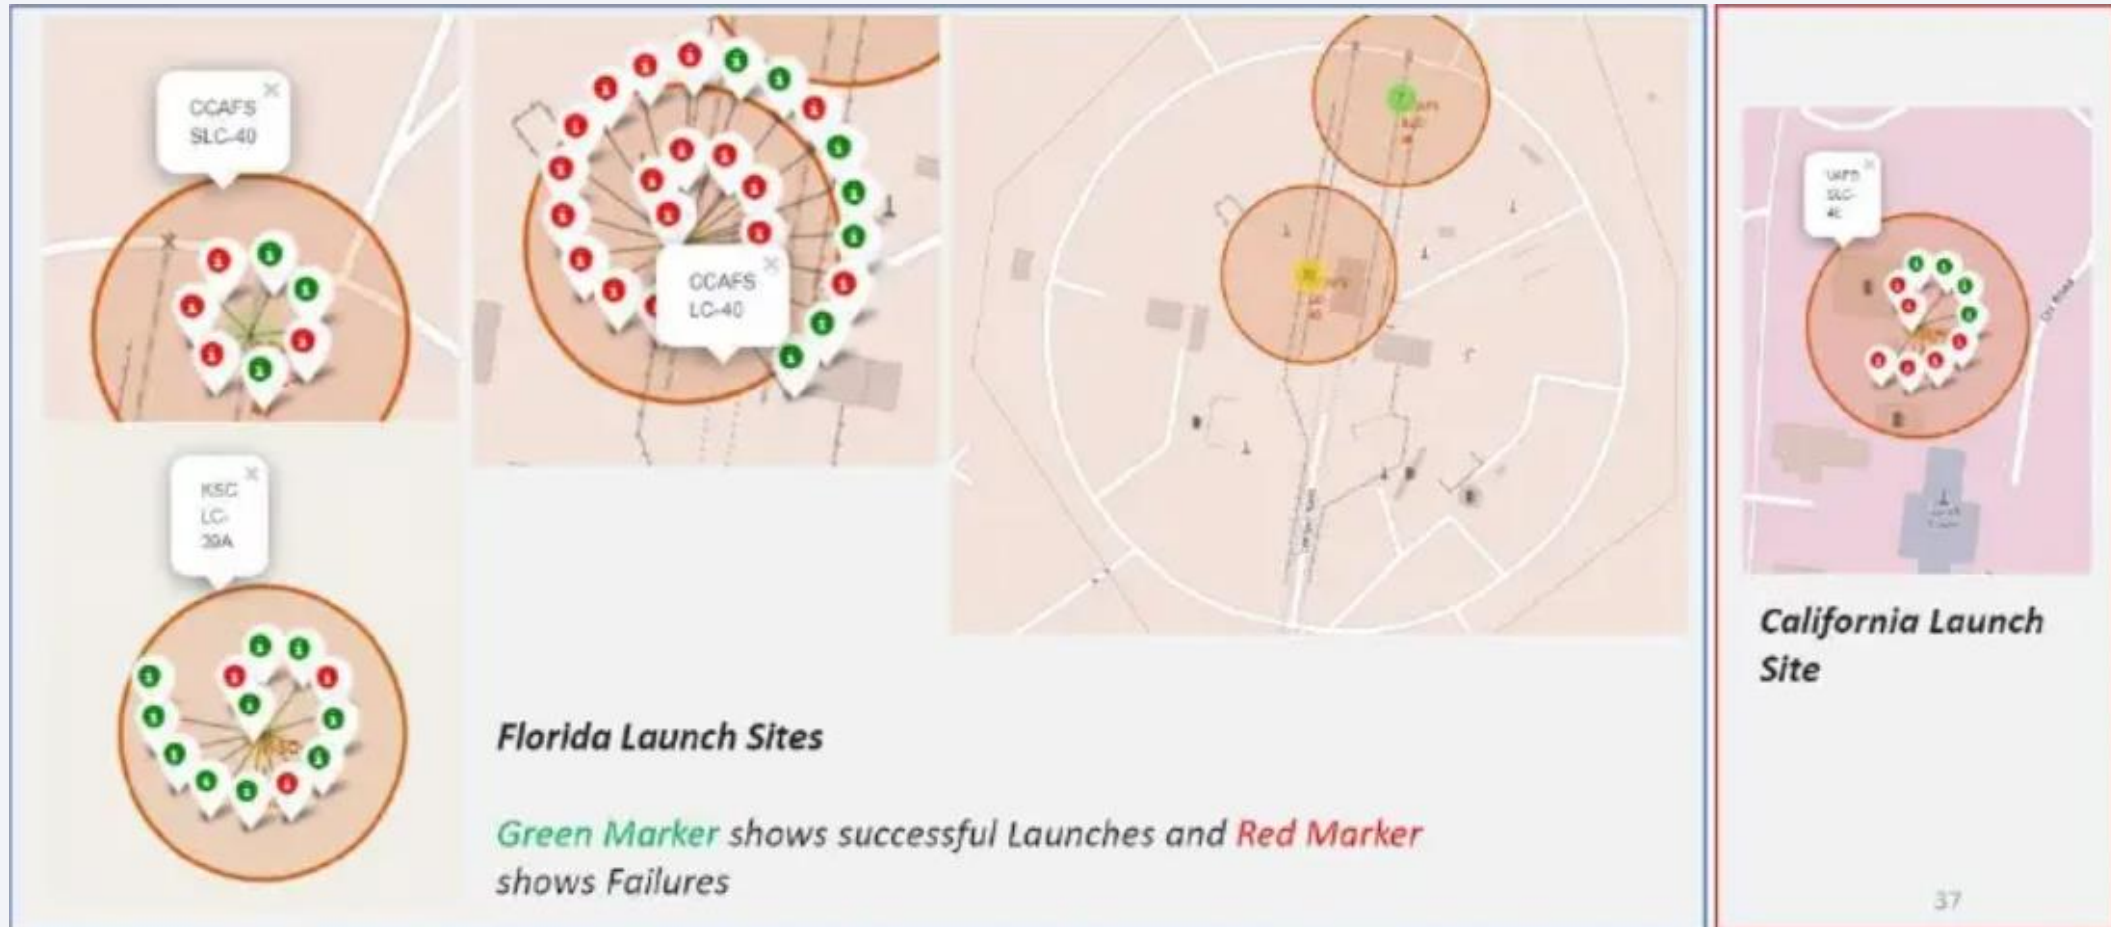 CCAFS
SLC-40
CCAFS
LC-40
KSC
LC-
39A
SLC-
Florida Launch Sites
Green Marker shows successful Launches and Red Marker
shows Failures
California Launch
Site
37